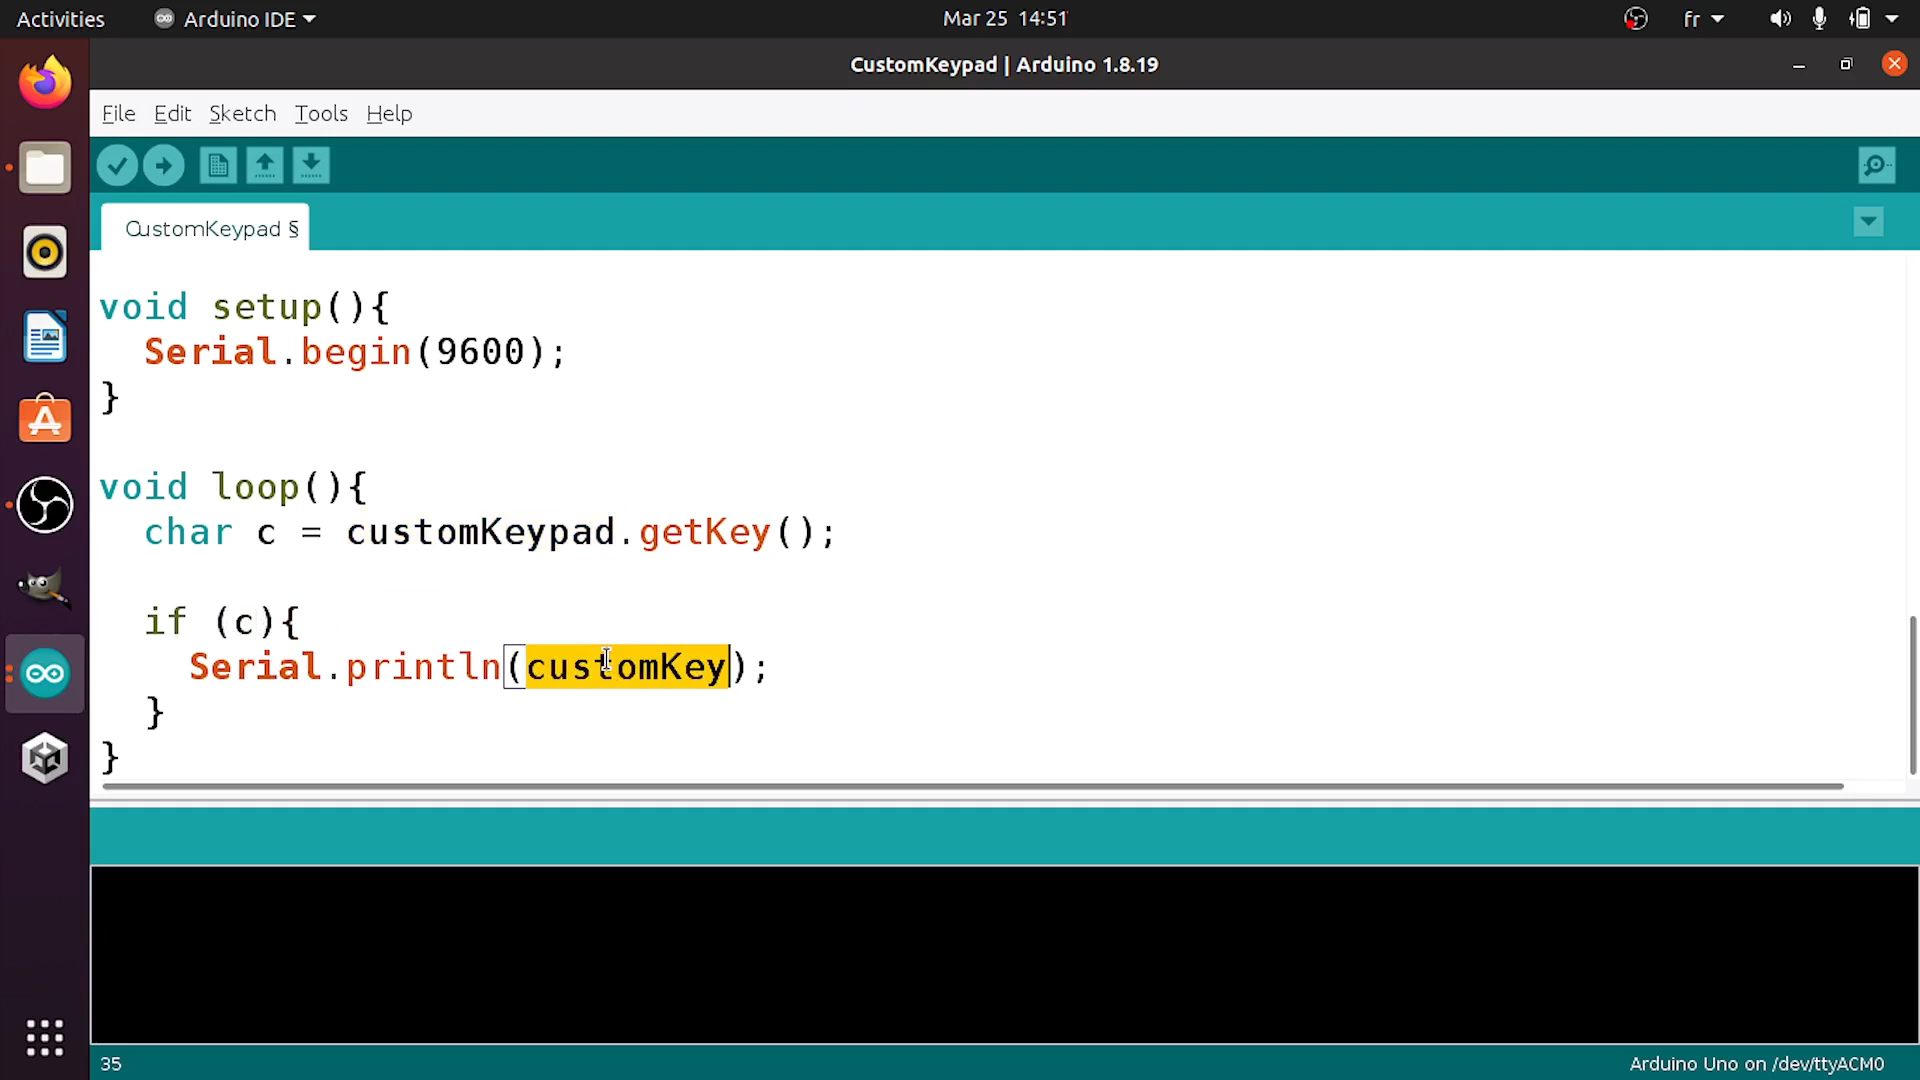 Activities Arduino IDE Mar 25 14:51 fr
CustomKeypad | Arduino 1.8.19
File Edit Sketch Tools Help
CustomKeypad §
void setup(){
Serial.begin(9600);
}
void loop(){
char c = customKeypad.getKey();
if (c){
Serial.println(customKey);
}
}
35 Arduino Uno on /dev/ttyACM0